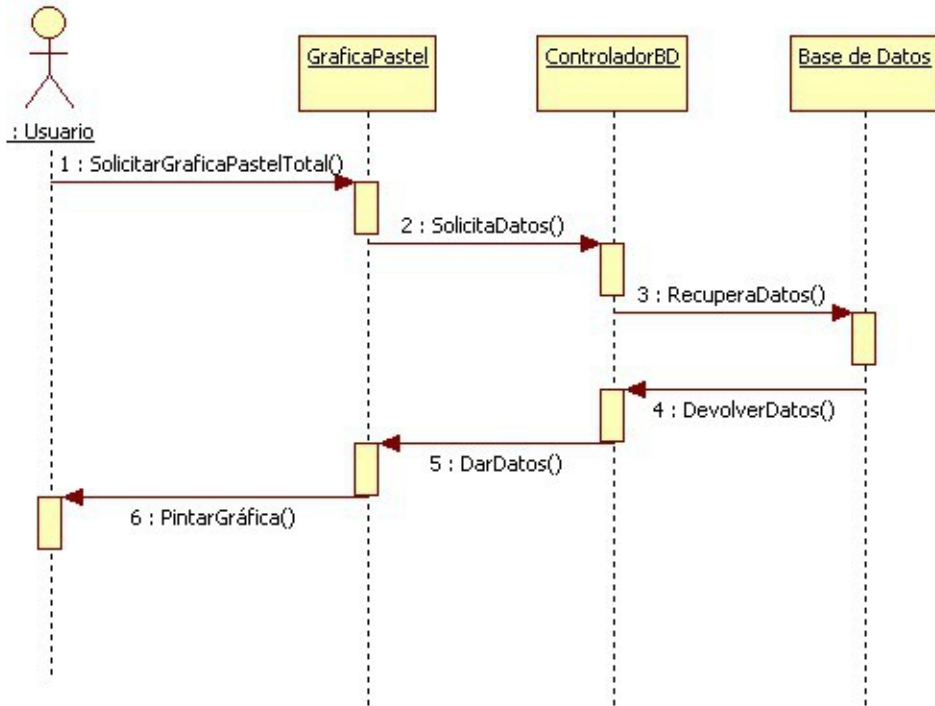 GraficaPastel
ControladorBD
Base de Datos
: Usuario
1 : SolicitarGraficaPastelTotal()
2 : SolicitaDatos()
3 : RecuperaDatos()
4 : DevolverDatos()
5 : DarDatos()
6 : PintarGráfica()